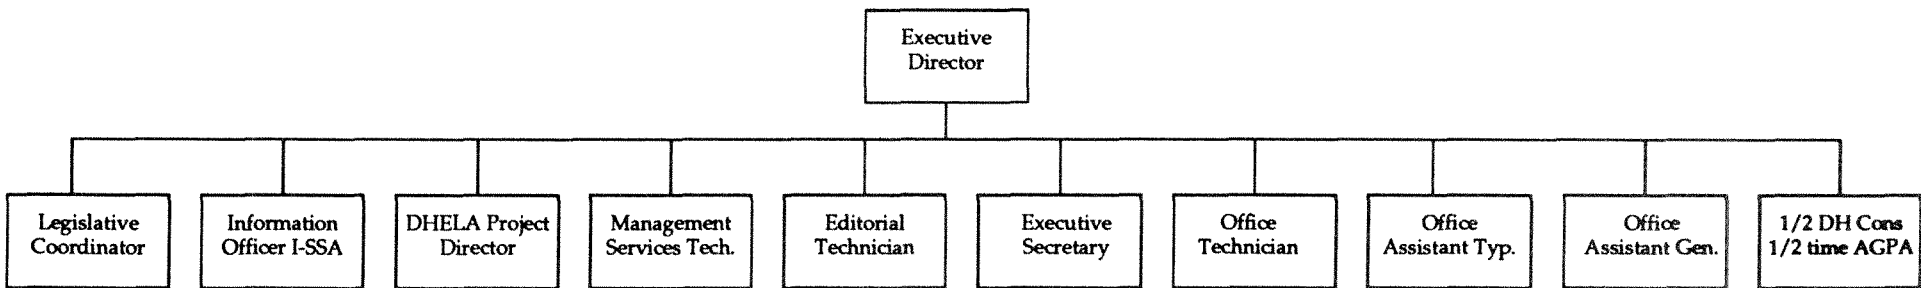 Executive
Director
Legislative
Coordinator
Information
Officer I-SSA
DHELA Project
Director
Management
Services Tech.
Editorial
Technician
Executive
Secretary
Office
Technician
Office
Assistant Typ.
Office
Assistant Gen.
1/2 DH Cons
1/2 time AGPA